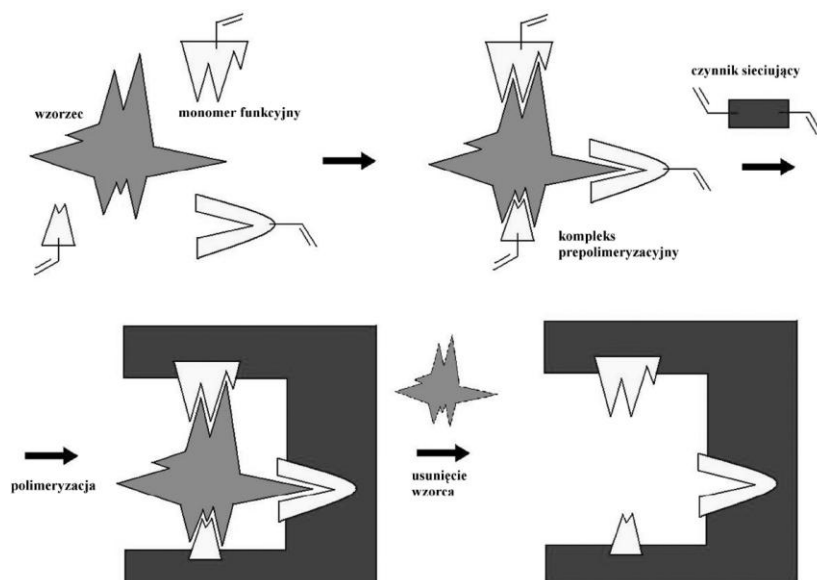 wzorzec
monomer funkcyjny
czynnik sieciujący
kompleks
prepolimeryzacyjny
polimeryzacja
usunięcie
wzorca